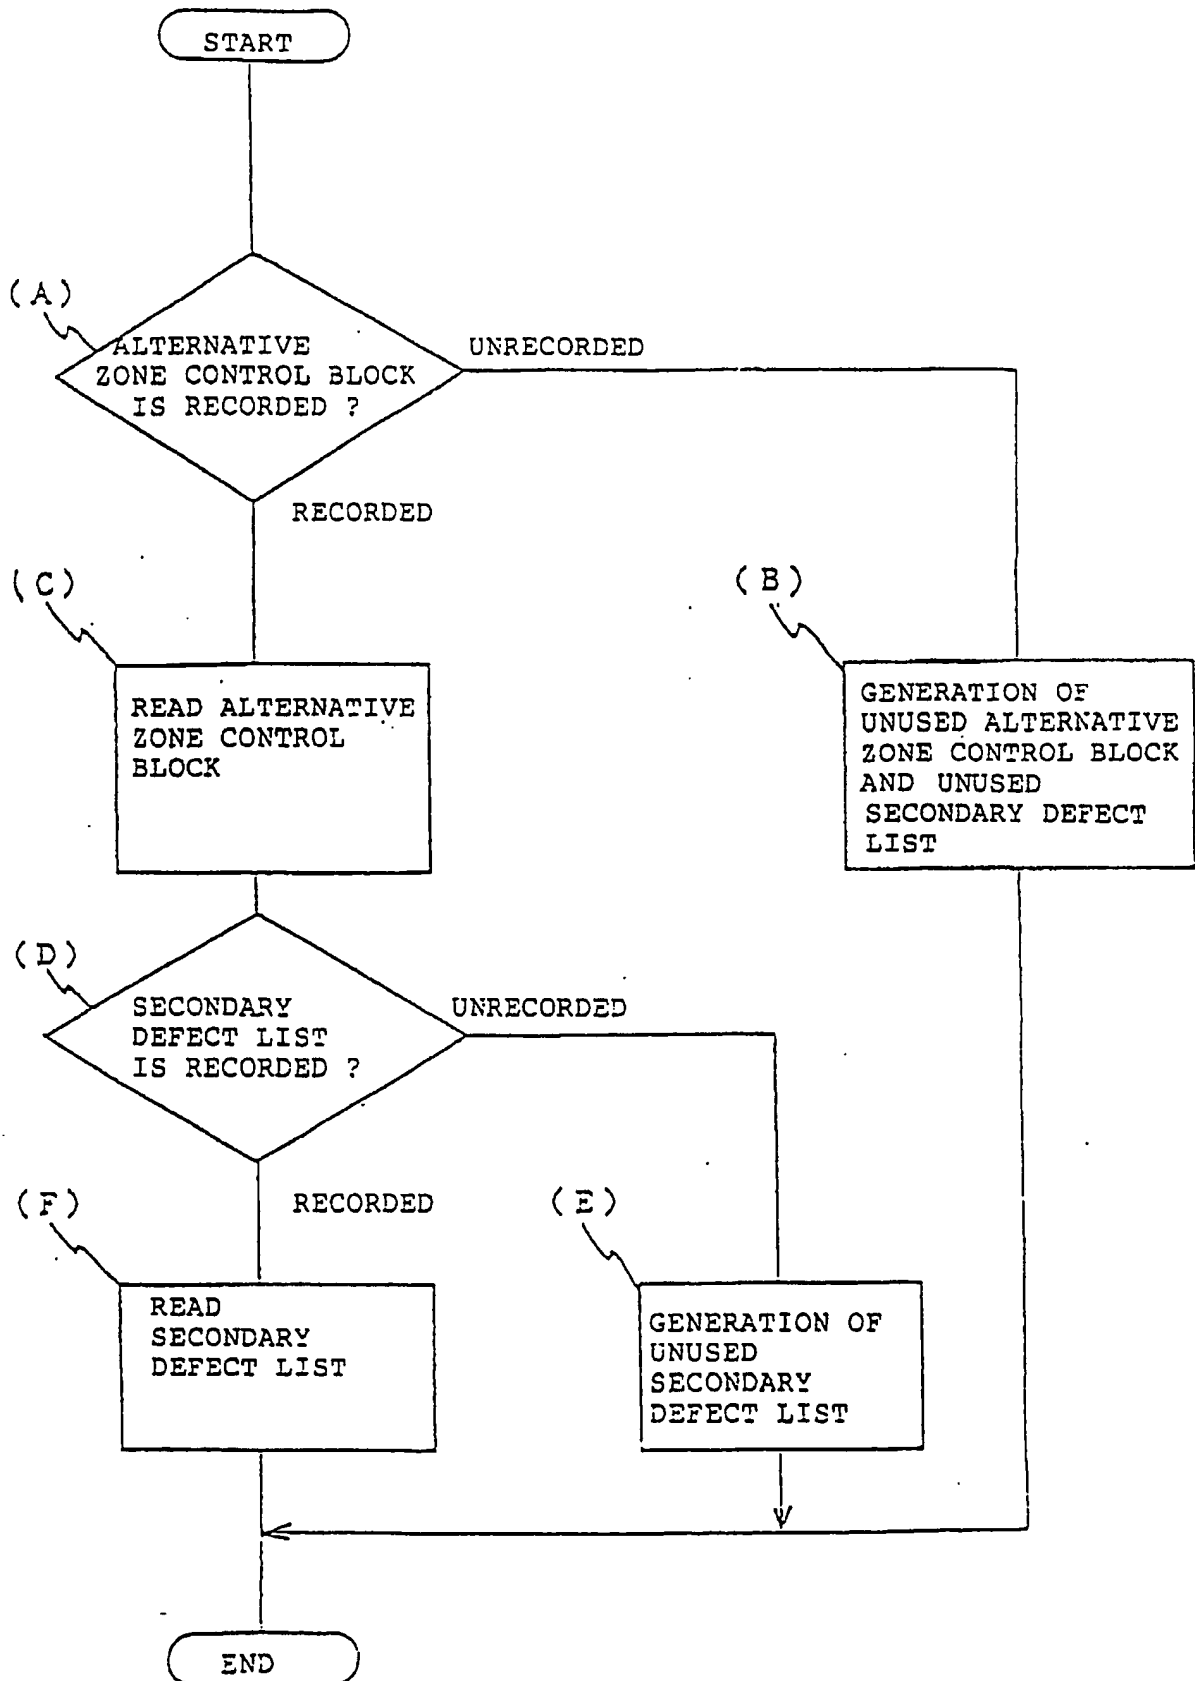 START
(A)
ALTERNATIVE
ZONE CONTROL BLOCK
IS RECORDED ?
UNRECORDED
RECORDED
(C)
READ ALTERNATIVE
ZONE CONTROL
BLOCK
(B)
GENERATION OF
UNUSED ALTERNATIVE
ZONE CONTROL BLOCK
AND UNUSED
SECONDARY DEFECT
LIST
(D)
SECONDARY
DEFECT LIST
IS RECORDED ?
UNRECORDED
RECORDED
(F)
READ
SECONDARY
DEFECT LIST
(E)
GENERATION OF
UNUSED
SECONDARY
DEFECT LIST
END